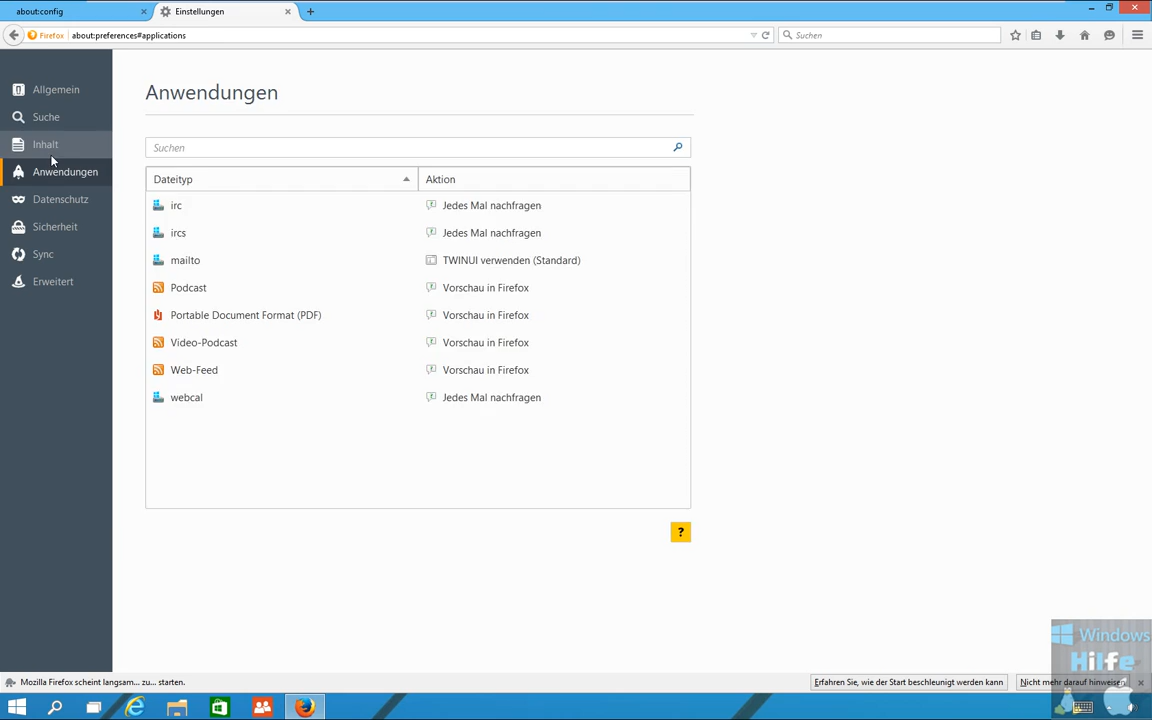 about:config
Einstellungen
Firefox
about:preferences#applications
Suchen
Allgemein
Suche
Inhalt
Anwendungen
Datenschutz
Sicherheit
Sync
Erweitert
Anwendungen
Suchen
Dateityp
Aktion
irc
Jedes Mal nachfragen
ircs
Jedes Mal nachfragen
mailto
TWINUI verwenden (Standard)
Podcast
Vorschau in Firefox
Portable Document Format (PDF)
Vorschau in Firefox
Video-Podcast
Vorschau in Firefox
Web-Feed
Vorschau in Firefox
webcal
Jedes Mal nachfragen
?
Windows
Hilfe
Mozilla Firefox scheint langsam... zu... starten.
Erfahren Sie, wie der Start beschleunigt werden kann
Nicht mehr darauf hinweisen